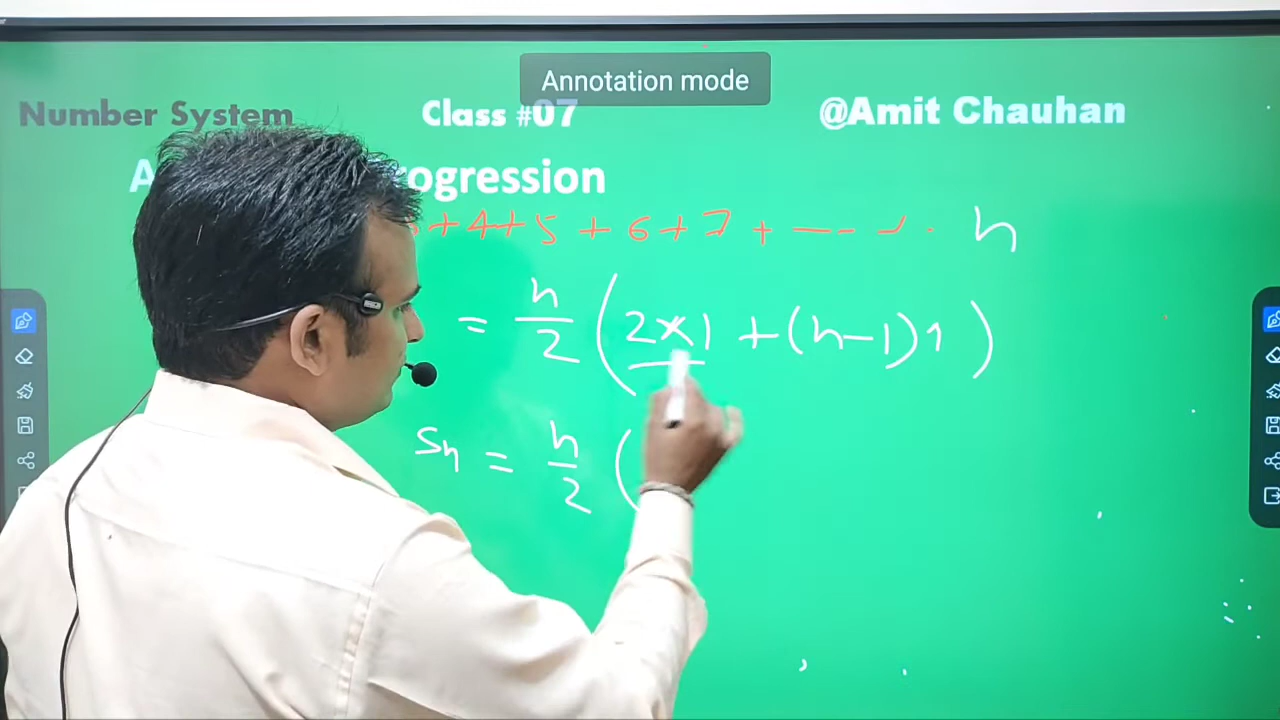 Annotation mode
Number System Class #07 @Amit Chauhan
ogression
+4+5+6+7+---- n
= n/2 (2×1+(n-1)1)
Sn = n/2 (